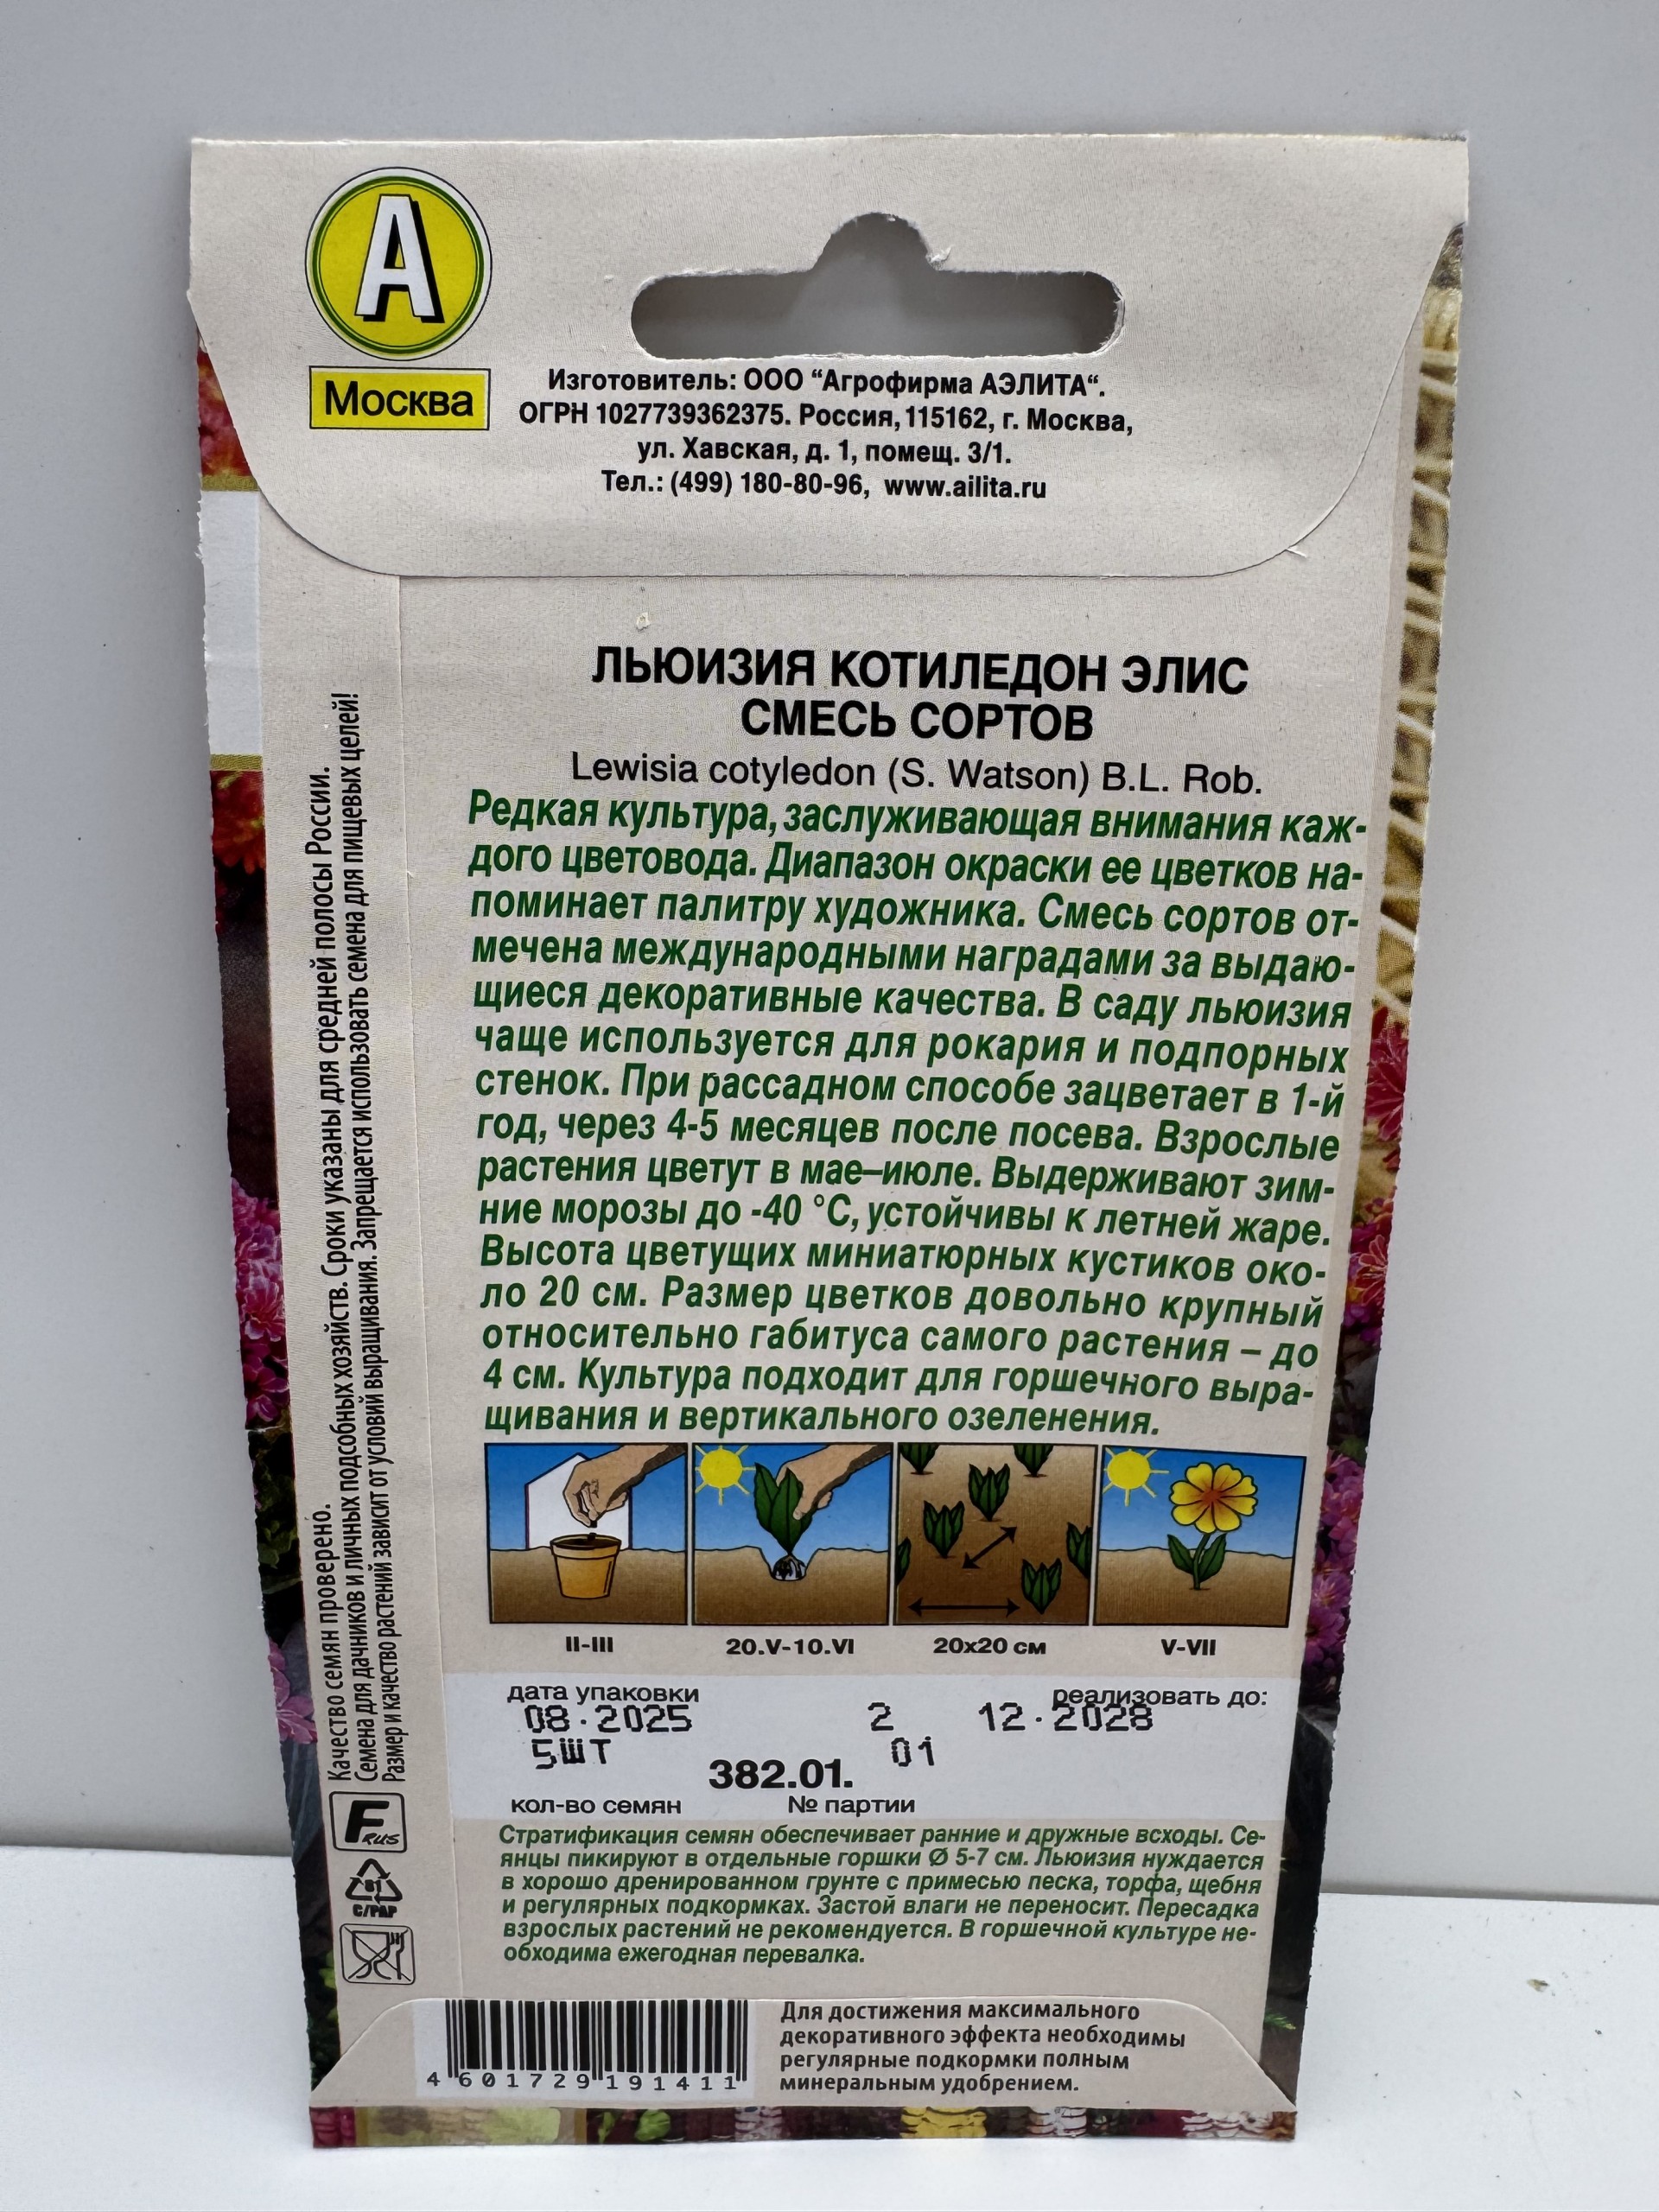 А
Москва
Изготовитель: ООО “Агрофирма АЭЛИТА“.
ОГРН 1027739362375. Россия, 115162, г. Москва,
ул. Хавская, д. 1, помещ. 3/1.
Тел.: (499) 180-80-96, www.ailita.ru
ЛЬЮИЗИЯ КОТИЛЕДОН ЭЛИС
СМЕСЬ СОРТОВ
Lewisia cotyledon (S. Watson) B.L. Rob.
Редкая культура, заслуживающая внимания каж-
дого цветовода. Диапазон окраски ее цветков на-
поминает палитру художника. Смесь сортов от-
мечена международными наградами за выдаю-
щиеся декоративные качества. В саду льюизия
чаще используется для рокария и подпорных
стенок. При рассадном способе зацветает в 1-й
год, через 4-5 месяцев после посева. Взрослые
растения цветут в мае–июле. Выдерживают зим-
ние морозы до -40 °С, устойчивы к летней жаре.
Высота цветущих миниатюрных кустиков око-
ло 20 см. Размер цветков довольно крупный
относительно габитуса самого растения – до
4 см. Культура подходит для горшечного выра-
щивания и вертикального озеленения.
II-III
20.V-10.VI
20x20 см
V-VII
дата упаковки
реализовать до:
08.2025 2 12.2028
5ШТ 01
382.01.
кол-во семян
№ партии
Стратификация семян обеспечивает ранние и дружные всходы. Се-
янцы пикируют в отдельные горшки Ø 5-7 см. Льюизия нуждается
в хорошо дренированном грунте с примесью песка, торфа, щебня
и регулярных подкормках. Застой влаги не переносит. Пересадка
взрослых растений не рекомендуется. В горшечной культуре не-
обходима ежегодная перевалка.
Качество семян проверено.
Семена для дачников и личных подсобных хозяйств. Сроки указаны для средней полосы России.
Размер и качество растений зависит от условий выращивания. Запрещается использовать семена для пищевых целей!
F RUS
81
C/PAP
4 601729 191411
Для достижения максимального
декоративного эффекта необходимы
регулярные подкормки полным
минеральным удобрением.